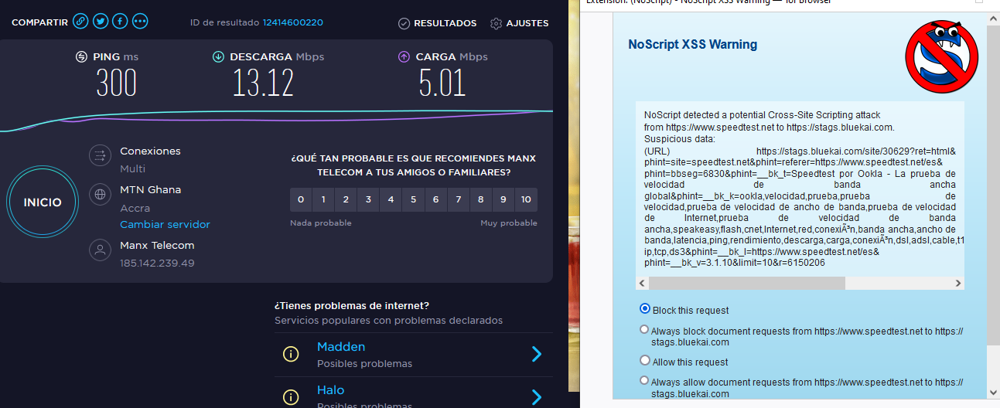 COMPARTIR
ID de resultado 12414600220
RESULTADOS
AJUSTES
PING ms
300
DESCARGA Mbps
13.12
CARGA Mbps
5.01
INICIO
Conexiones
Multi
MTN Ghana
Accra
Cambiar servidor
Manx Telecom
185.142.239.49
¿QUÉ TAN PROBABLE ES QUE RECOMIENDES MANX
TELECOM A TUS AMIGOS O FAMILIARES?
0 1 2 3 4 5 6 7 8 9 10
Nada probable
Muy probable
¿Tienes problemas de internet?
Servicios populares con problemas declarados
Madden
Posibles problemas
Halo
Posibles problemas
Extension: (NoScript) - NoScript XSS Warning — Tor Browser
NoScript XSS Warning
NoScript detected a potential Cross-Site Scripting attack
from https://www.speedtest.net to https://stags.bluekai.com.
Suspicious data:
(URL) https://stags.bluekai.com/site/30629?ret=html&
phint=site=speedtest.net&phint=referer=https://www.speedtest.net/es&
phint=bbseg=6830&phint=__bk_t=Speedtest por Ookla - La prueba de
velocidad de banda ancha
global&phint=__bk_k=ookla,velocidad,prueba,prueba de
velocidad,prueba de velocidad de ancho de banda,prueba de velocidad
de Internet,prueba de velocidad de banda
ancha,speakeasy,flash,cnet,Internet,red,conexiÃ³n,banda ancha,ancho de
banda,latencia,ping,rendimiento,descarga,carga,conexiÃ³n,dsl,adsl,cable,t1
ip,tcp,ds3&phint=__bk_l=https://www.speedtest.net/es&
phint=__bk_v=3.1.10&limit=10&r=6150206
Block this request
Always block document requests from https://www.speedtest.net to https://
stags.bluekai.com
Allow this request
Always allow document requests from https://www.speedtest.net to https://
stags.bluekai.com